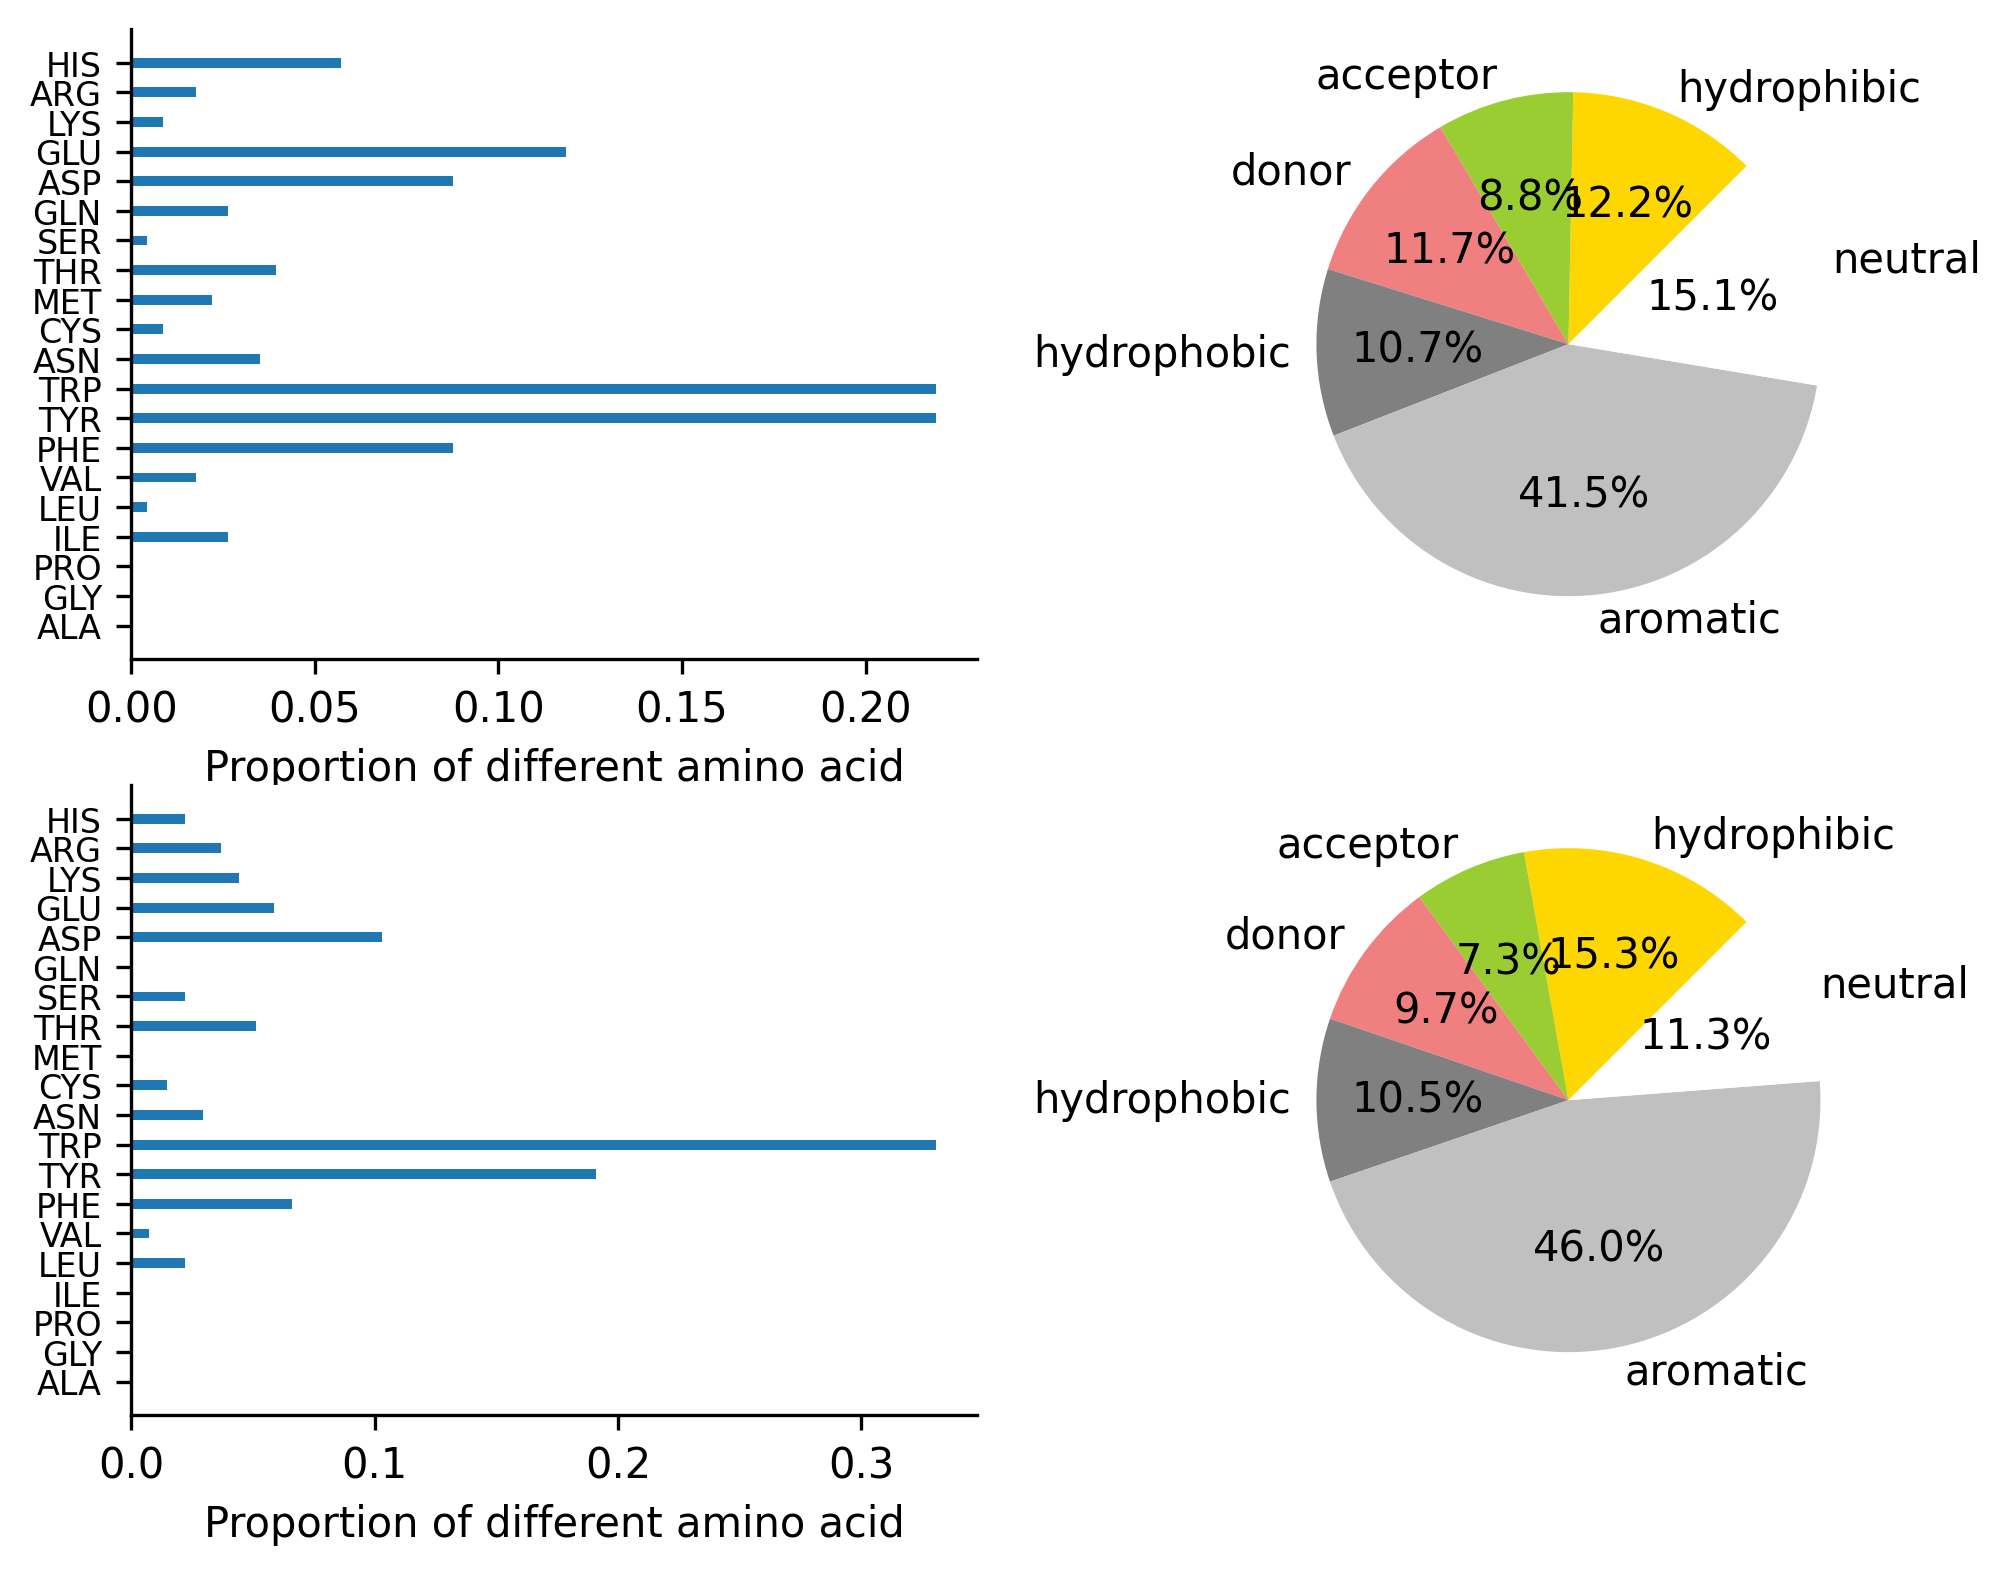 HIS
ARG
LYS
GLU
ASP
GLN
SER
THR
MET
CYS
ASN
TRP
TYR
PHE
VAL
LEU
ILE
PRO
GLY
ALA
0.00 0.05 0.10 0.15 0.20
Proportion of different amino acid
acceptor
hydrophibic
donor
neutral
hydrophobic
aromatic
8.8%
12.2%
11.7%
15.1%
10.7%
41.5%
HIS
ARG
LYS
GLU
ASP
GLN
SER
THR
MET
CYS
ASN
TRP
TYR
PHE
VAL
LEU
ILE
PRO
GLY
ALA
0.0 0.1 0.2 0.3
Proportion of different amino acid
acceptor
hydrophibic
donor
neutral
hydrophobic
aromatic
7.3%
15.3%
9.7%
11.3%
10.5%
46.0%